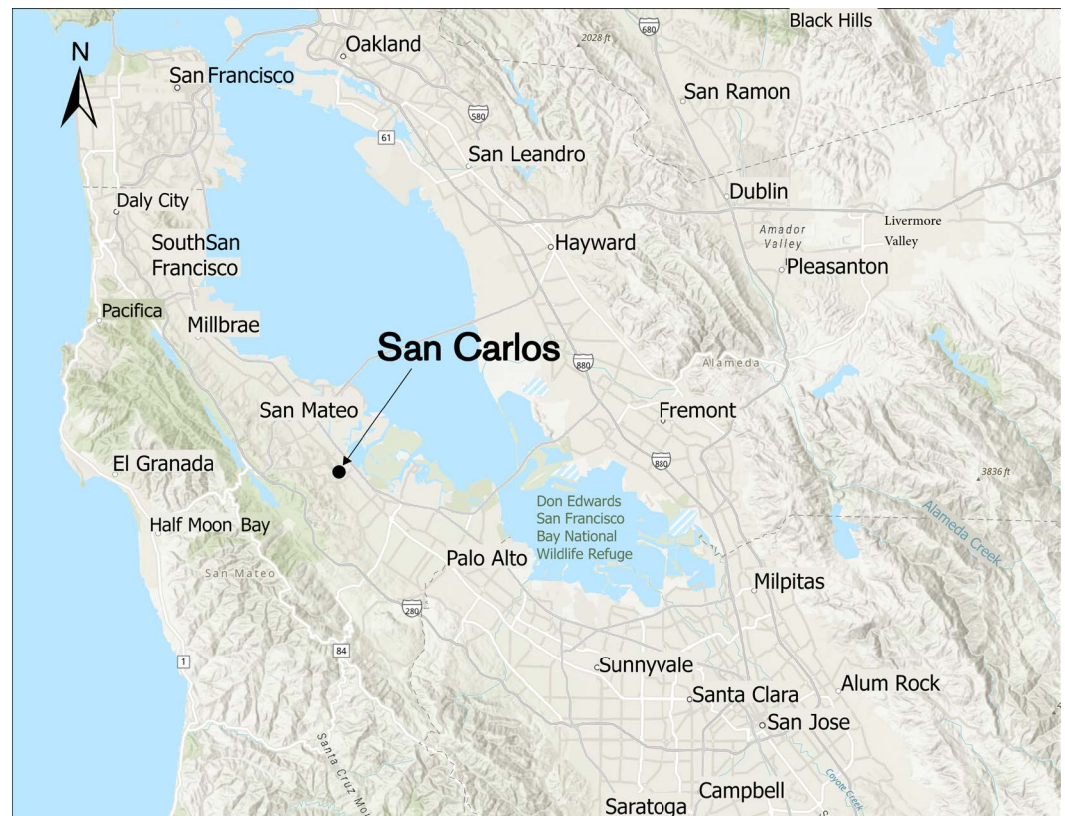 Black Hills
680
Oakland
2028 ft
N
San Francisco
San Ramon
580
61
San Leandro
Dublin
Daly City
Livermore
Valley
Amador
Valley
SouthSan
Francisco
Hayward
Pleasanton
Pacifica
Millbrae
San Carlos
880
Alameda
San Mateo
Fremont
El Granada
880
3836 ft
Don Edwards
San Francisco
Bay National
Wildlife Refuge
Alameda Creek
Half Moon Bay
Palo Alto
San Mateo
Milpitas
280
84
1
Sunnyvale
Santa Clara
Alum Rock
San Jose
Santa Cruz Mo
Coyote Creek
Campbell
Saratoga